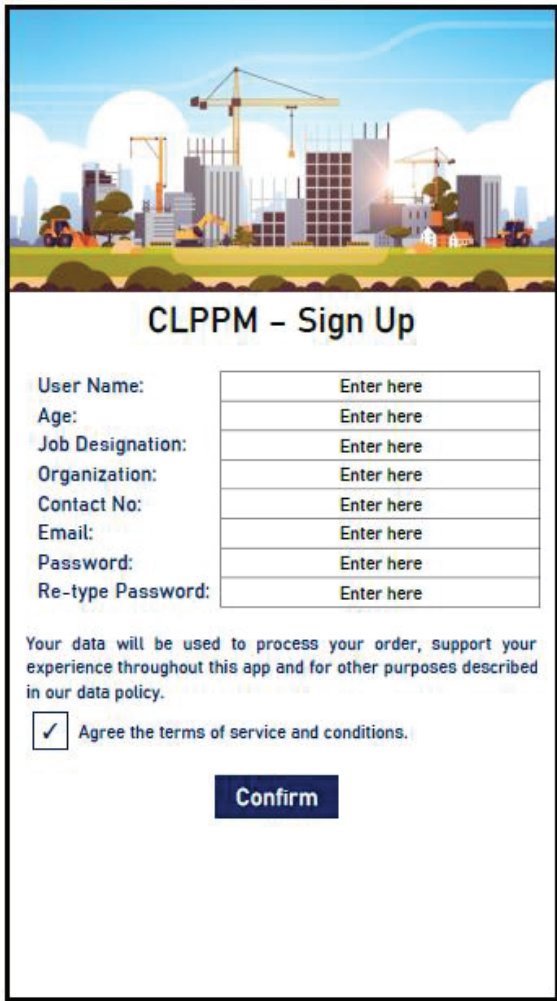 CLPPM – Sign Up
User Name: Enter here
Age: Enter here
Job Designation: Enter here
Organization: Enter here
Contact No: Enter here
Email: Enter here
Password: Enter here
Re-type Password: Enter here
Your data will be used to process your order, support your
experience throughout this app and for other purposes described
in our data policy.
✓ Agree the terms of service and conditions.
Confirm